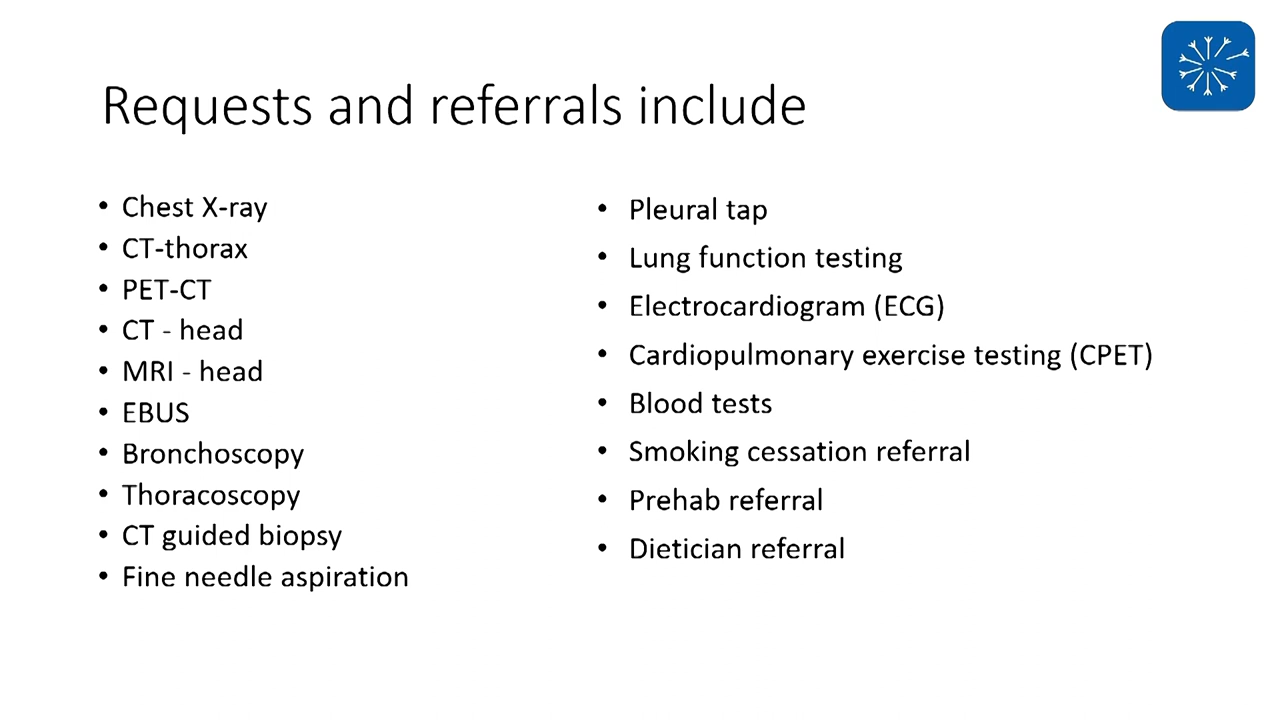 Requests and referrals include
• Chest X-ray
• CT-thorax
• PET-CT
• CT - head
• MRI - head
• EBUS
• Bronchoscopy
• Thoracoscopy
• CT guided biopsy
• Fine needle aspiration
• Pleural tap
• Lung function testing
• Electrocardiogram (ECG)
• Cardiopulmonary exercise testing (CPET)
• Blood tests
• Smoking cessation referral
• Prehab referral
• Dietician referral